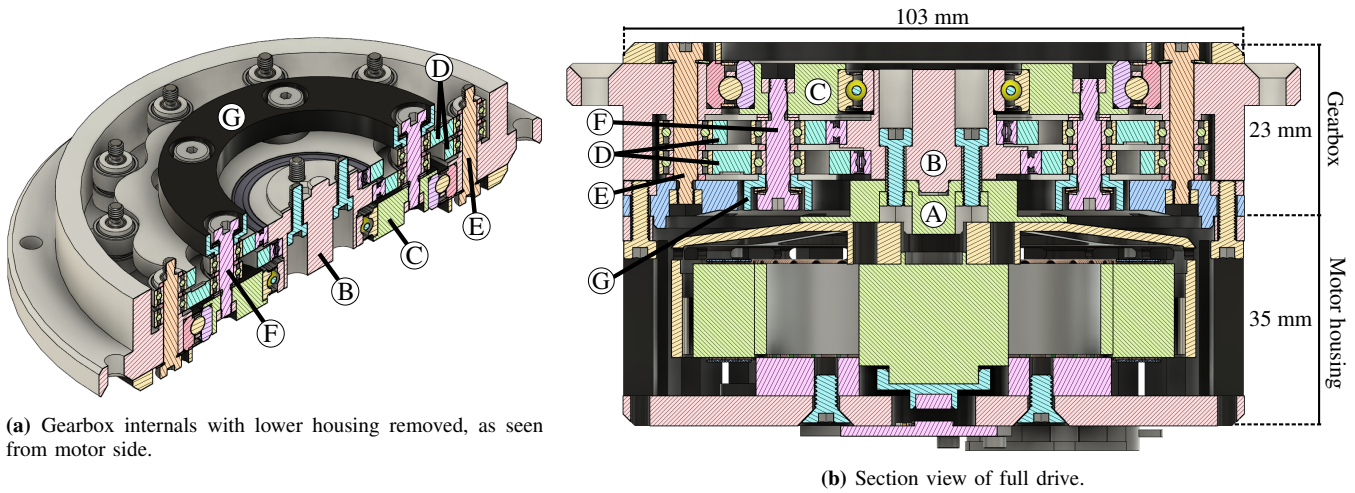 G
D
E
C
B
F
(a) Gearbox internals with lower housing removed, as seen
from motor side.
103 mm
C
F
D
B
E
A
G
23 mm
Gearbox
35 mm
Motor housing
(b) Section view of full drive.